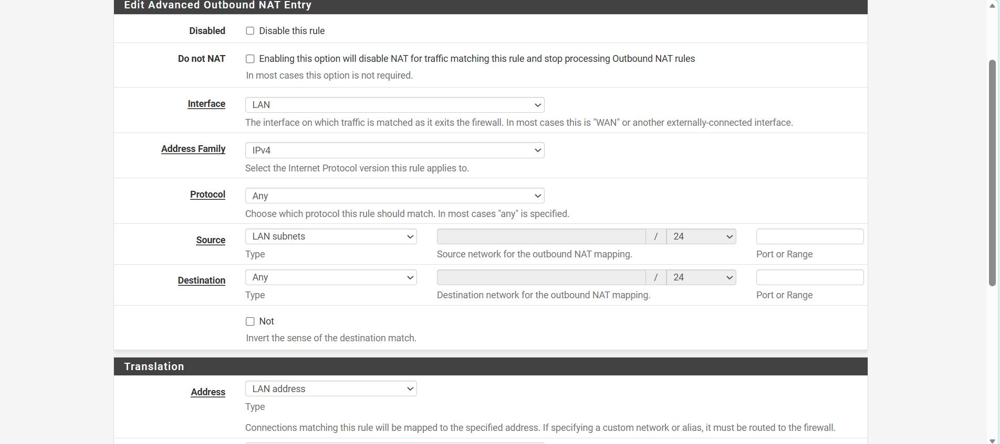 Edit Advanced Outbound NAT Entry
Disabled Disable this rule
Do not NAT Enabling this option will disable NAT for traffic matching this rule and stop processing Outbound NAT rules
In most cases this option is not required.
Interface LAN
The interface on which traffic is matched as it exits the firewall. In most cases this is "WAN" or another externally-connected interface.
Address Family IPv4
Select the Internet Protocol version this rule applies to.
Protocol Any
Choose which protocol this rule should match. In most cases "any" is specified.
Source LAN subnets / 24
Type Source network for the outbound NAT mapping. Port or Range
Destination Any / 24
Type Destination network for the outbound NAT mapping. Port or Range
Not
Invert the sense of the destination match.
Translation
Address LAN address
Type
Connections matching this rule will be mapped to the specified address. If specifying a custom network or alias, it must be routed to the firewall.